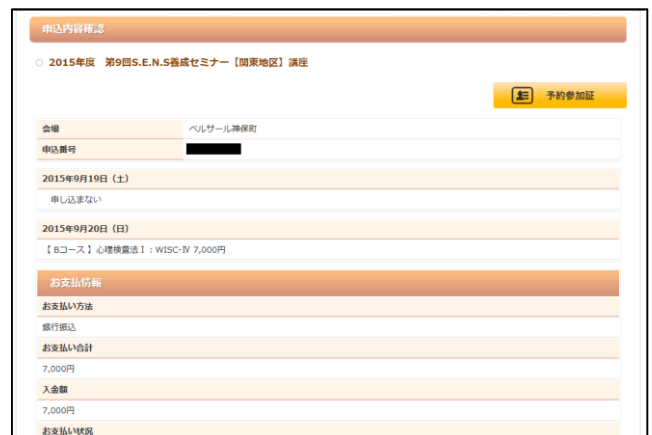 申込内容確認
2015年度 第9回S.E.N.S養成セミナー【関東地区】講座
予約参加証
会場 ベルサール神保町
申込番号
2015年9月19日（土）
申し込まない
2015年9月20日（日）
【 Bコース 】心理検査法Ⅰ：WISC-Ⅳ 7,000円
お支払情報
お支払い方法
銀行振込
お支払い合計
7,000円
入金額
7,000円
お支払い状況